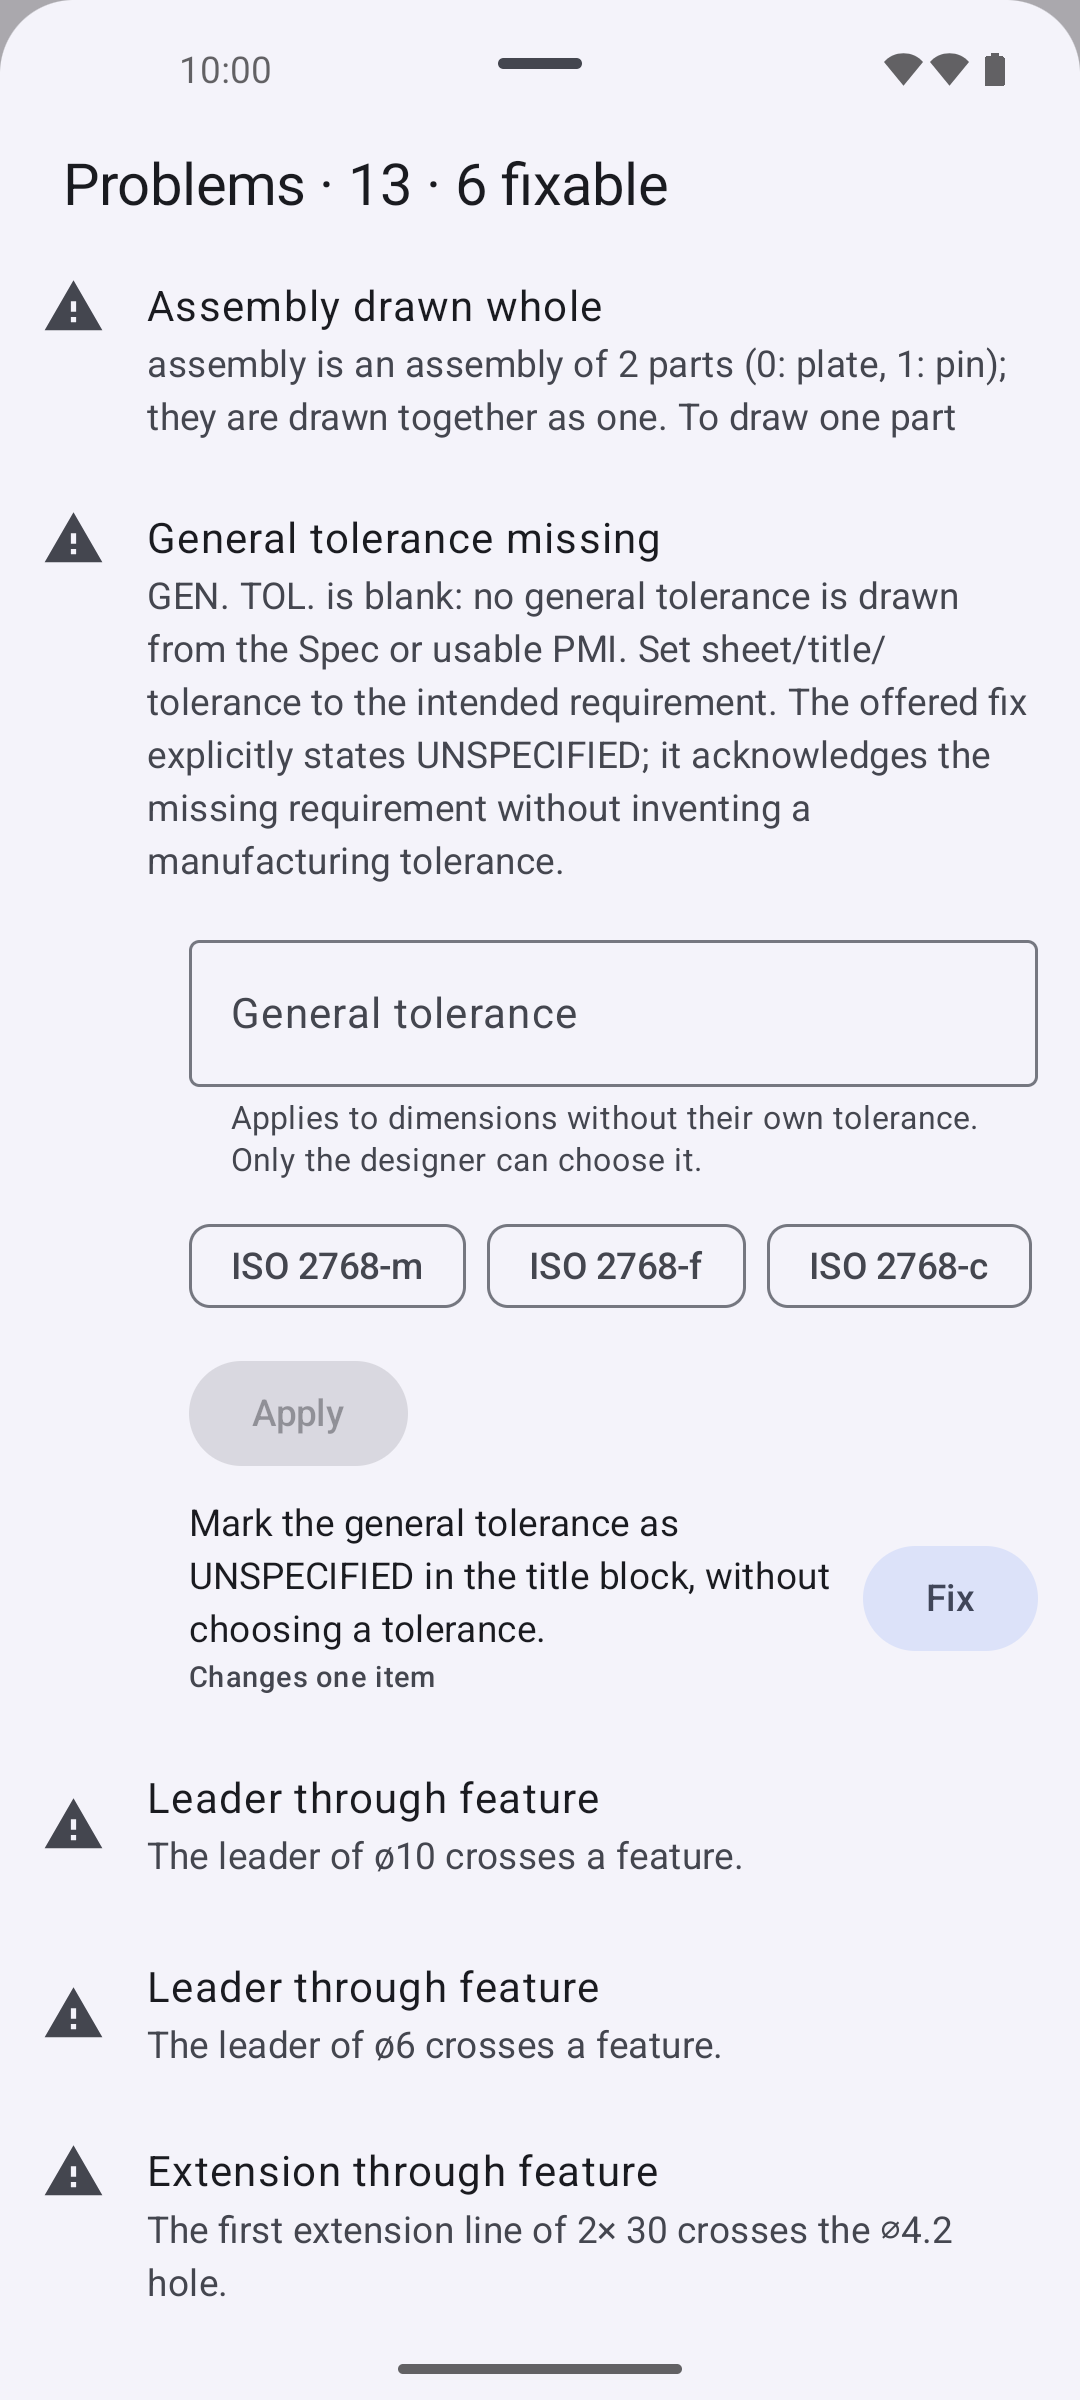 10:00
Problems · 13 · 6 fixable
Assembly drawn whole
assembly is an assembly of 2 parts (0: plate, 1: pin);
they are drawn together as one. To draw one part
General tolerance missing
GEN. TOL. is blank: no general tolerance is drawn
from the Spec or usable PMI. Set sheet/title/
tolerance to the intended requirement. The offered fix
explicitly states UNSPECIFIED; it acknowledges the
missing requirement without inventing a
manufacturing tolerance.
General tolerance
Applies to dimensions without their own tolerance.
Only the designer can choose it.
ISO 2768-m ISO 2768-f ISO 2768-c
Apply
Mark the general tolerance as
UNSPECIFIED in the title block, without
choosing a tolerance.
Changes one item
Fix
Leader through feature
The leader of ø10 crosses a feature.
Leader through feature
The leader of ø6 crosses a feature.
Extension through feature
The first extension line of 2× 30 crosses the ⌀4.2
hole.